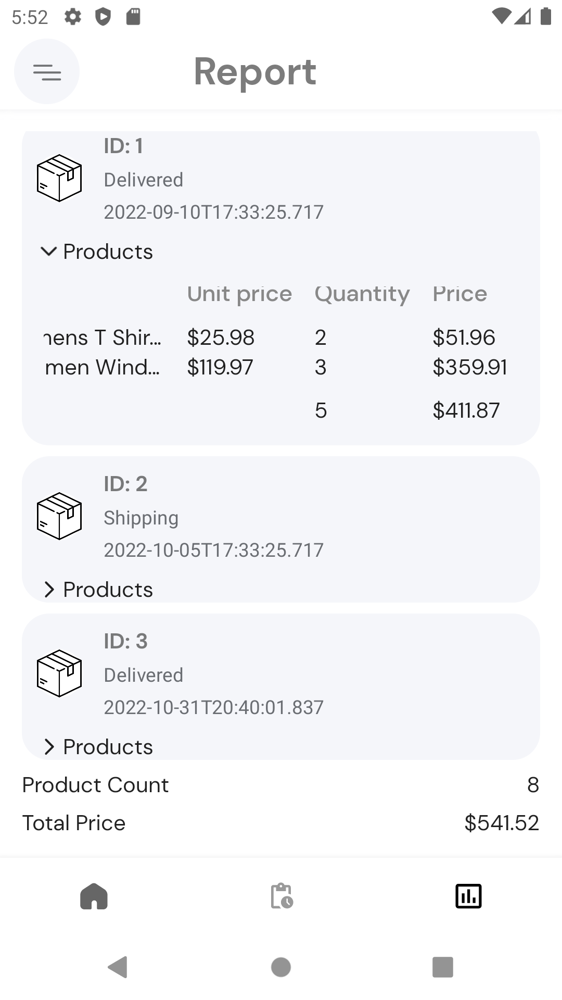 5:52
Report
ID: 1
Delivered
2022-09-10T17:33:25.717
Products
Unit price Quantity Price
T Shir... $25.98 2 $51.96
men Wind... $119.97 3 $359.91
5 $411.87
ID: 2
Shipping
2022-10-05T17:33:25.717
Products
ID: 3
Delivered
2022-10-31T20:40:01.837
Products
Product Count 8
Total Price $541.52